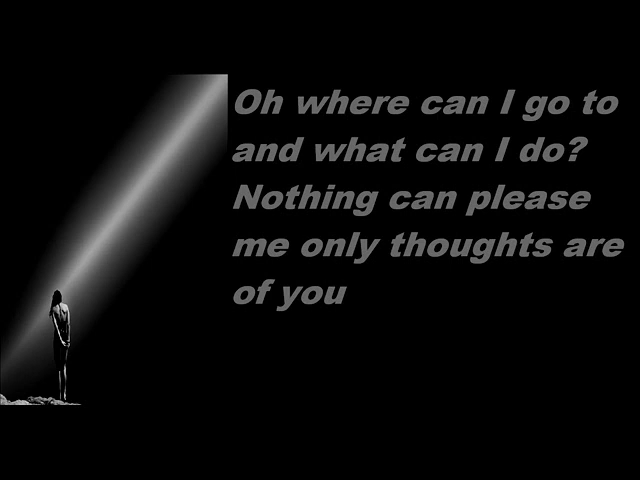 Oh where can I go to
and what can I do?
Nothing can please
me only thoughts are
of you